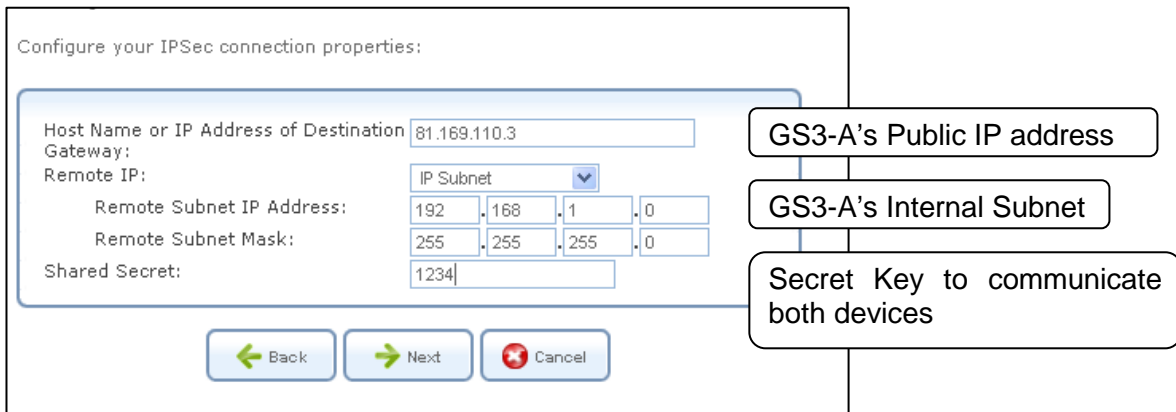 Configure your IPSec connection properties:
Host Name or IP Address of Destination Gateway: 81.169.110.3
GS3-A's Public IP address
Remote IP: IP Subnet
Remote Subnet IP Address: 192 . 168 . 1 . 0
GS3-A's Internal Subnet
Remote Subnet Mask: 255 . 255 . 255 . 0
Shared Secret: 1234
Secret Key to communicate
both devices
Back Next Cancel